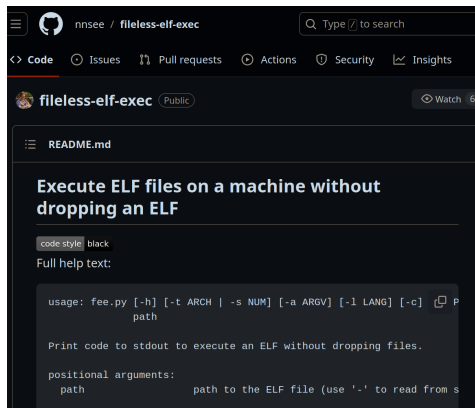 nnsee / fileless-elf-exec
Type / to search
Code
Issues
Pull requests
Actions
Security
Insights
fileless-elf-exec
Public
Watch 6
README.md
Execute ELF files on a machine without
dropping an ELF
code style black
Full help text:
usage: fee.py [-h] [-t ARCH | -s NUM] [-a ARGV] [-l LANG] [-c] P
path
Print code to stdout to execute an ELF without dropping files.
positional arguments:
path path to the ELF file (use '-' to read from s